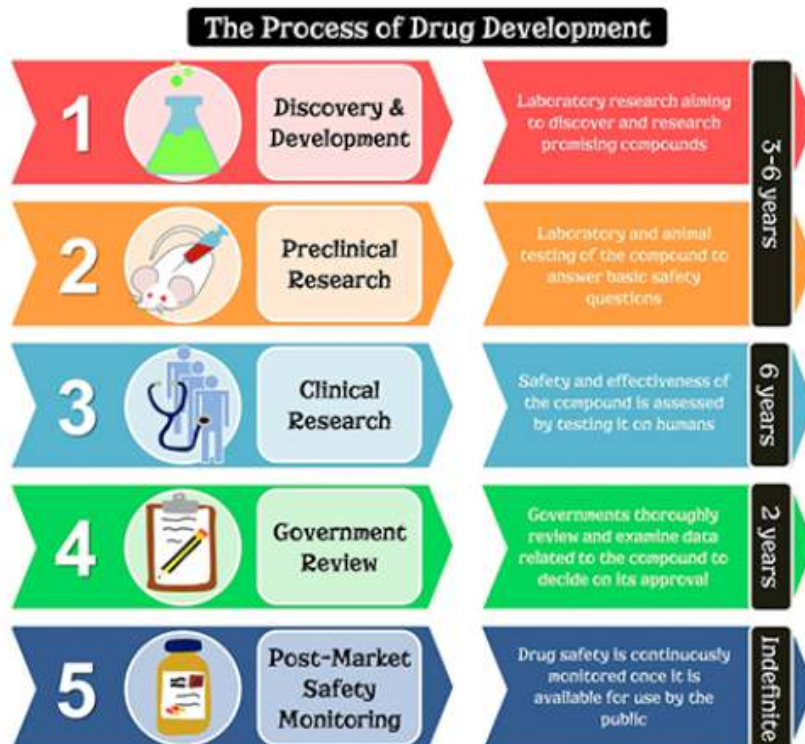 The Process of Drug Development
1
Discovery &
Development
Laboratory research aiming
to discover and research
promising compounds
3-6 years
2
Preclinical
Research
Laboratory and animal
testing of the compound to
answer basic safety
questions
3
Clinical
Research
Safety and effectiveness of
the compound is assessed
by testing it on humans
6 years
4
Government
Review
Governments thoroughly
review and examine data
related to the compound to
decide on its approval
2 years
5
Post-Market
Safety
Monitoring
Drug safety is continuously
monitored once it is
available for use by the
public
Indefinite